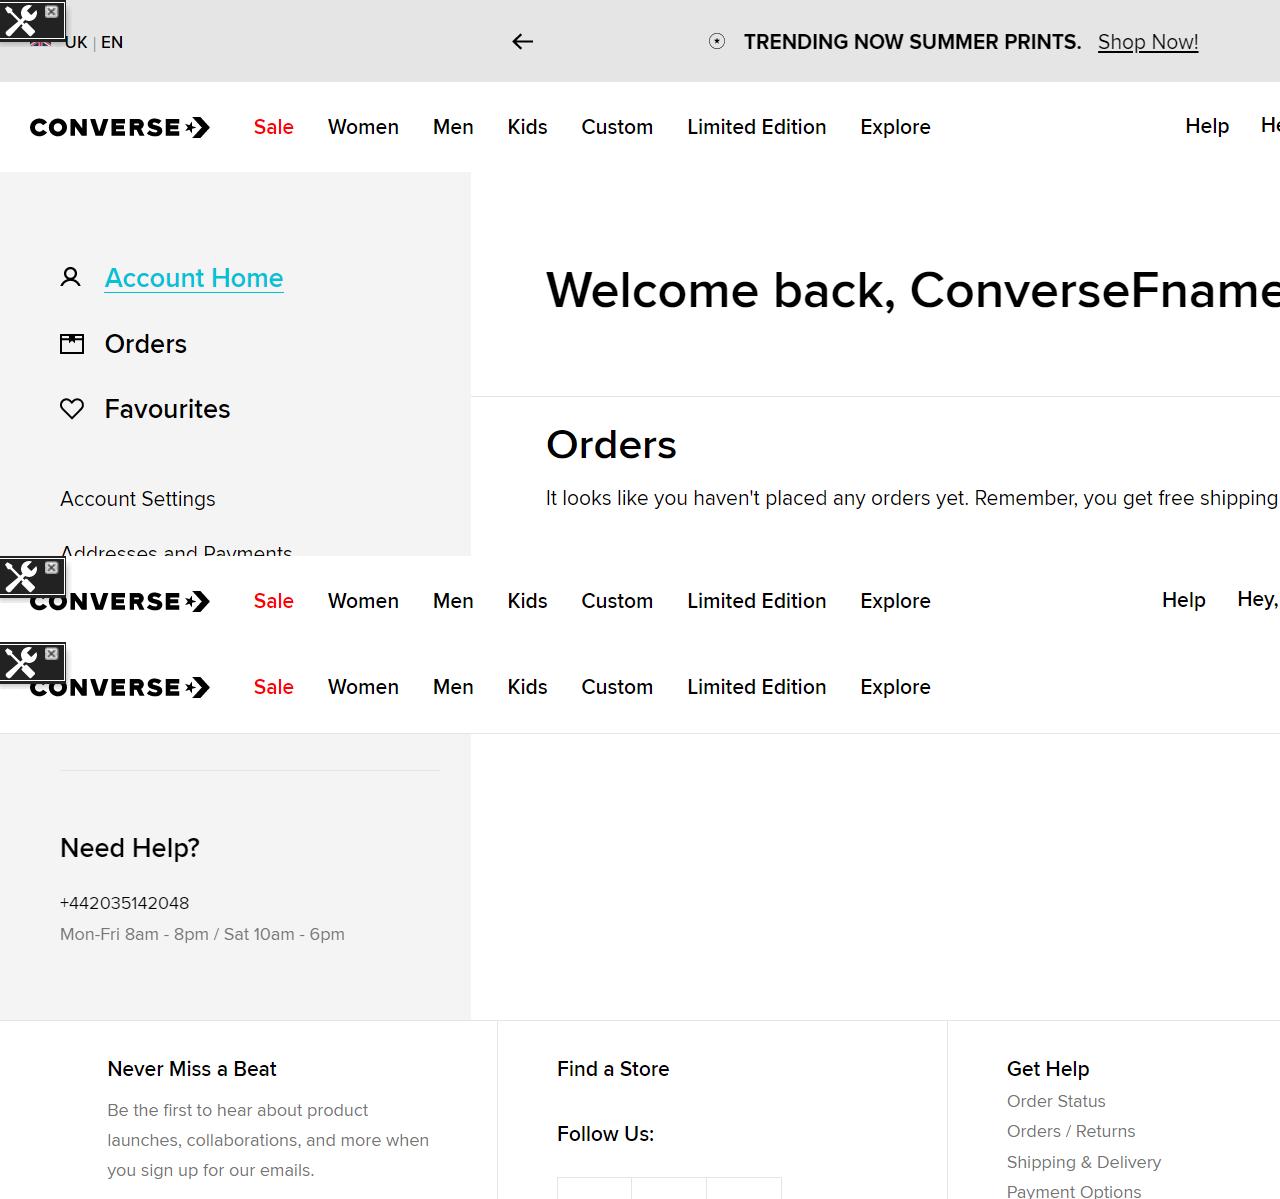 UK | EN
TRENDING NOW SUMMER PRINTS. Shop Now!
CONVERSE
Sale Women Men Kids Custom Limited Edition Explore
Help
Account Home
Orders
Favourites
Account Settings
Addresses and Payments
Welcome back, ConverseFname
Orders
It looks like you haven't placed any orders yet. Remember, you get free shipping
CONVERSE
Sale Women Men Kids Custom Limited Edition Explore
Help Hey,
CONVERSE
Sale Women Men Kids Custom Limited Edition Explore
Need Help?
+442035142048
Mon-Fri 8am - 8pm / Sat 10am - 6pm
Never Miss a Beat
Be the first to hear about product
launches, collaborations, and more when
you sign up for our emails.
Find a Store
Follow Us:
Get Help
Order Status
Orders / Returns
Shipping & Delivery
Payment Options